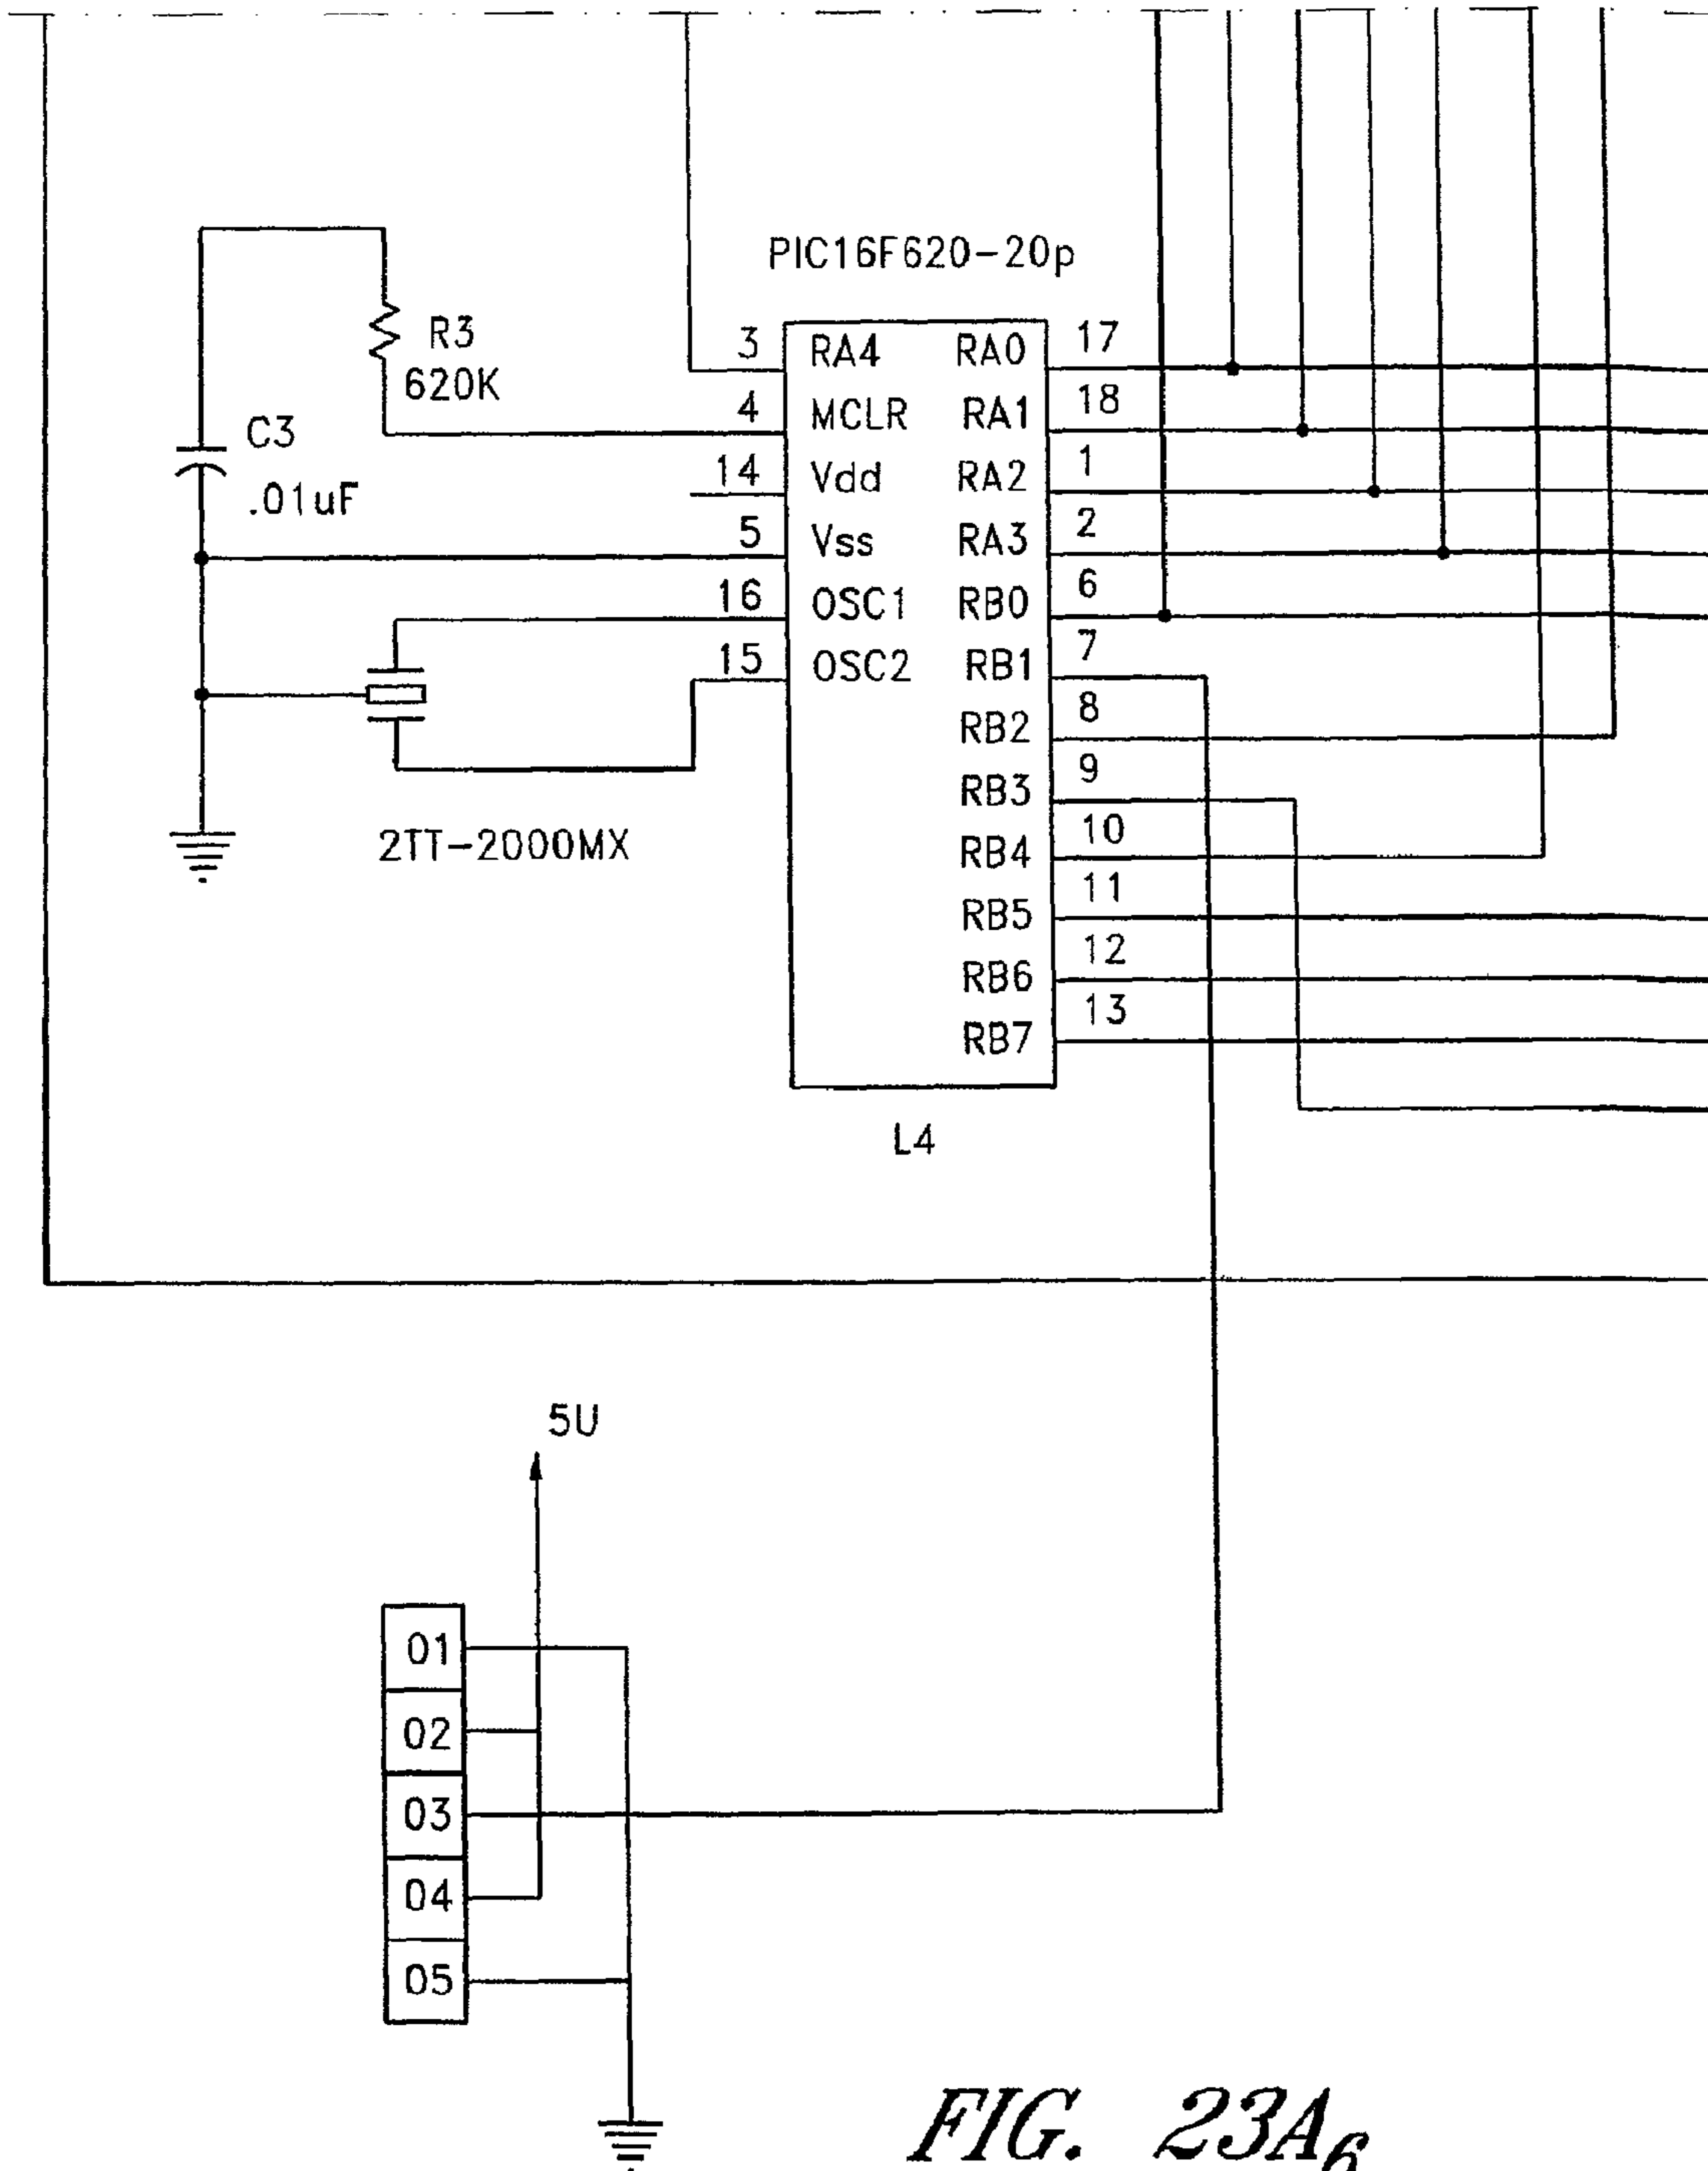 PIC16F620-20p
R3
620K
C3
.01uF
3 RA4 RA0 17
4 MCLR RA1 18
14 Vdd RA2 1
5 Vss RA3 2
16 OSC1 RB0 6
15 OSC2 RB1 7
RB2 8
RB3 9
RB4 10
RB5 11
RB6 12
RB7 13
2TT-2000MX
L4
5U
01
02
03
04
05
FIG. 23A6